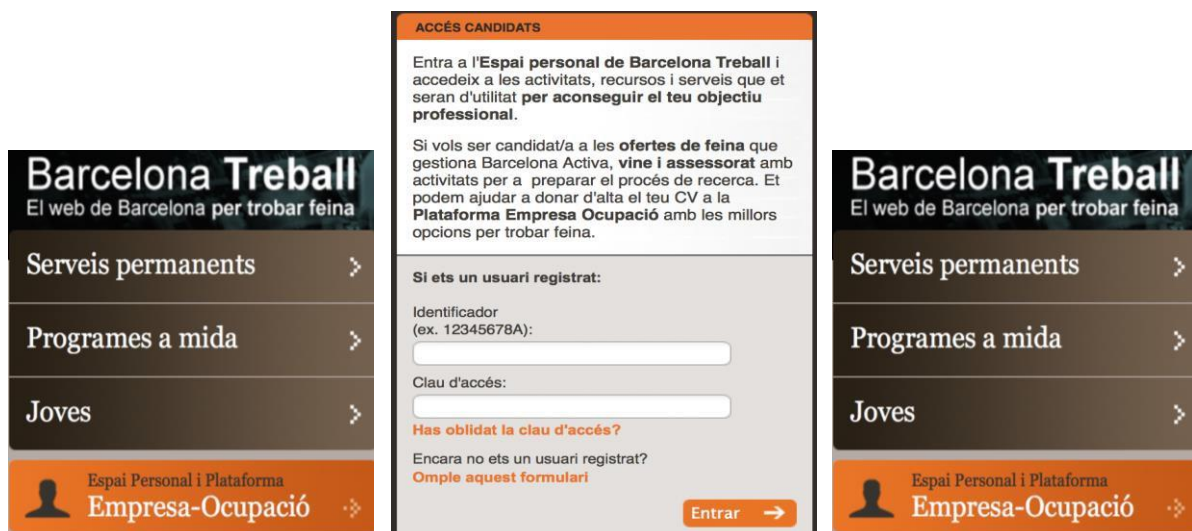 Barcelona Treball
El web de Barcelona per trobar feina
Serveis permanents
Programes a mida
Joves
Espai Personal i Plataforma
Empresa-Ocupació
ACCÉS CANDIDATS
Entra a l'Espai personal de Barcelona Treball i
accedeix a les activitats, recursos i serveis que et
seran d'utilitat per aconseguir el teu objectiu
professional.
Si vols ser candidat/a a les ofertes de feina que
gestiona Barcelona Activa, vine i assessorat amb
activitats per a preparar el procés de recerca. Et
podem ajudar a donar d'alta el teu CV a la
Plataforma Empresa Ocupació amb les millors
opcions per trobar feina.
Si ets un usuari registrat:
Identificador
(ex. 12345678A):
Clau d'accés:
Has oblidat la clau d'accés?
Encara no ets un usuari registrat?
Omple aquest formulari
Entrar
Barcelona Treball
El web de Barcelona per trobar feina
Serveis permanents
Programes a mida
Joves
Espai Personal i Plataforma
Empresa-Ocupació